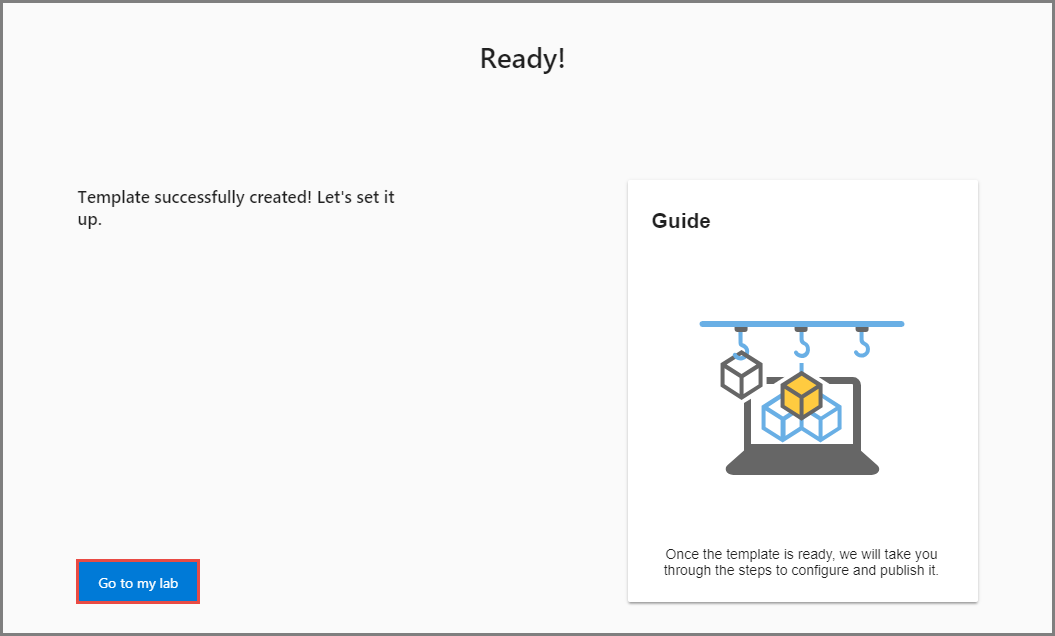 Ready!
Template successfully created! Let's set it
up.
Go to my lab
Guide
Once the template is ready, we will take you
through the steps to configure and publish it.